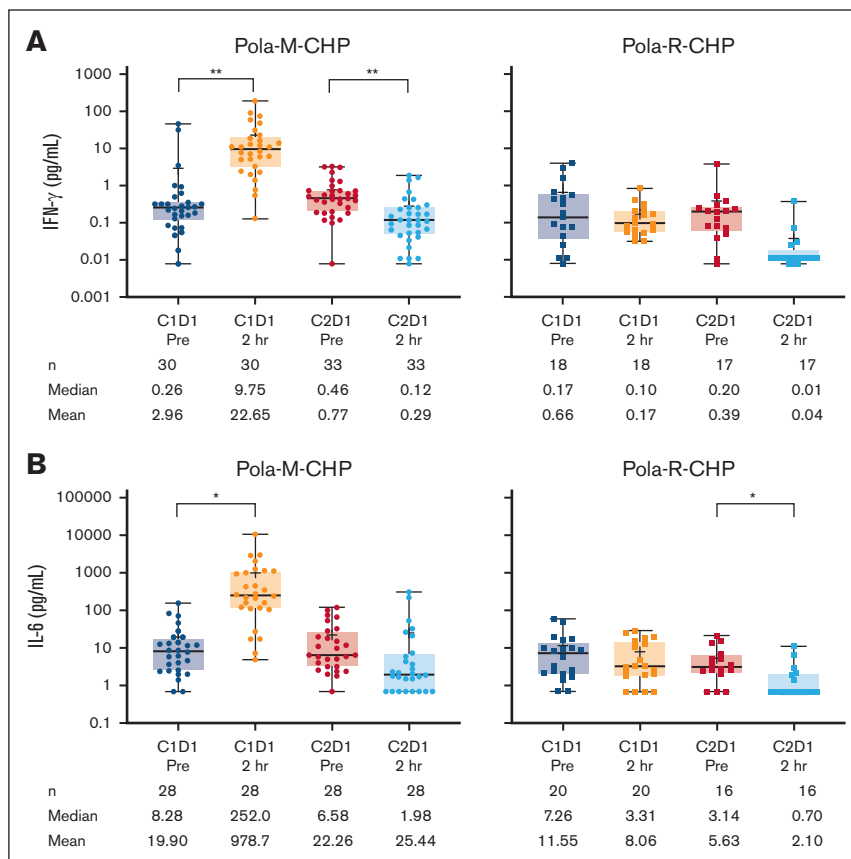 A
Pola-M-CHP
Pola-R-CHP
IFN-γ (pg/mL)
1000
100
10
1
0.1
0.01
0.001
**
**
C1D1 Pre
C1D1 2 hr
C2D1 Pre
C2D1 2 hr
C1D1 Pre
C1D1 2 hr
C2D1 Pre
C2D1 2 hr
n 30 30 33 33 18 18 17 17
Median 0.26 9.75 0.46 0.12 0.17 0.10 0.20 0.01
Mean 2.96 22.65 0.77 0.29 0.66 0.17 0.39 0.04
B
Pola-M-CHP
Pola-R-CHP
IL-6 (pg/mL)
100000
10000
1000
100
10
1
0.1
*
*
C1D1 Pre
C1D1 2 hr
C2D1 Pre
C2D1 2 hr
C1D1 Pre
C1D1 2 hr
C2D1 Pre
C2D1 2 hr
n 28 28 28 28 20 20 16 16
Median 8.28 252.0 6.58 1.98 7.26 3.31 3.14 0.70
Mean 19.90 978.7 22.26 25.44 11.55 8.06 5.63 2.10